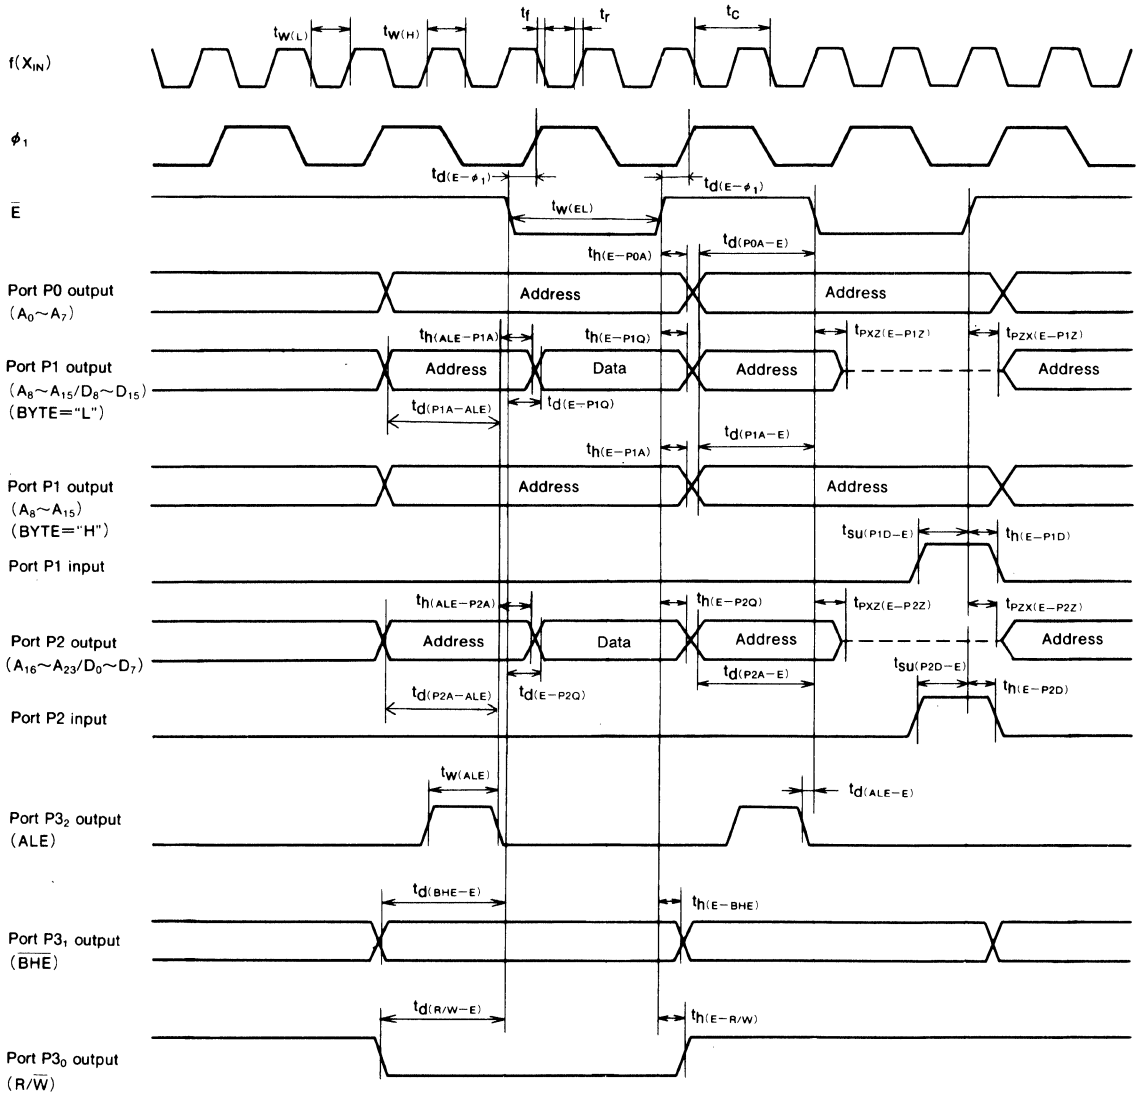 tf tr tC
tW(L) tW(H)
f(XIN)
ϕ1
td(E−ϕ1) td(E−ϕ1)
E̅ tW(EL)
td(P0A−E)
th(E−P0A)
Port P0 output Address Address
(A0~A7)
th(ALE−P1A) th(E−P1Q) tPXZ(E−P1Z) tPZX(E−P1Z)
Port P1 output Address Data Address Address
(A8~A15/D8~D15)
(BYTE="L") td(P1A−ALE) td(E−P1Q)
td(P1A−E)
th(E−P1A)
Port P1 output Address Address
(A8~A15)
(BYTE="H")
tsu(P1D−E) th(E−P1D)
Port P1 input
th(ALE−P2A) th(E−P2Q) tPXZ(E−P2Z) tPZX(E−P2Z)
Port P2 output Address Data Address Address
(A16~A23/D0~D7)
tsu(P2D−E)
td(P2A−ALE) td(E−P2Q) td(P2A−E) th(E−P2D)
Port P2 input
tW(ALE) td(ALE−E)
Port P32 output
(ALE)
td(BHE−E) th(E−BHE)
Port P31 output
(B̅H̅E̅)
td(R/W−E) th(E−R/W)
Port P30 output
(R/W̅)